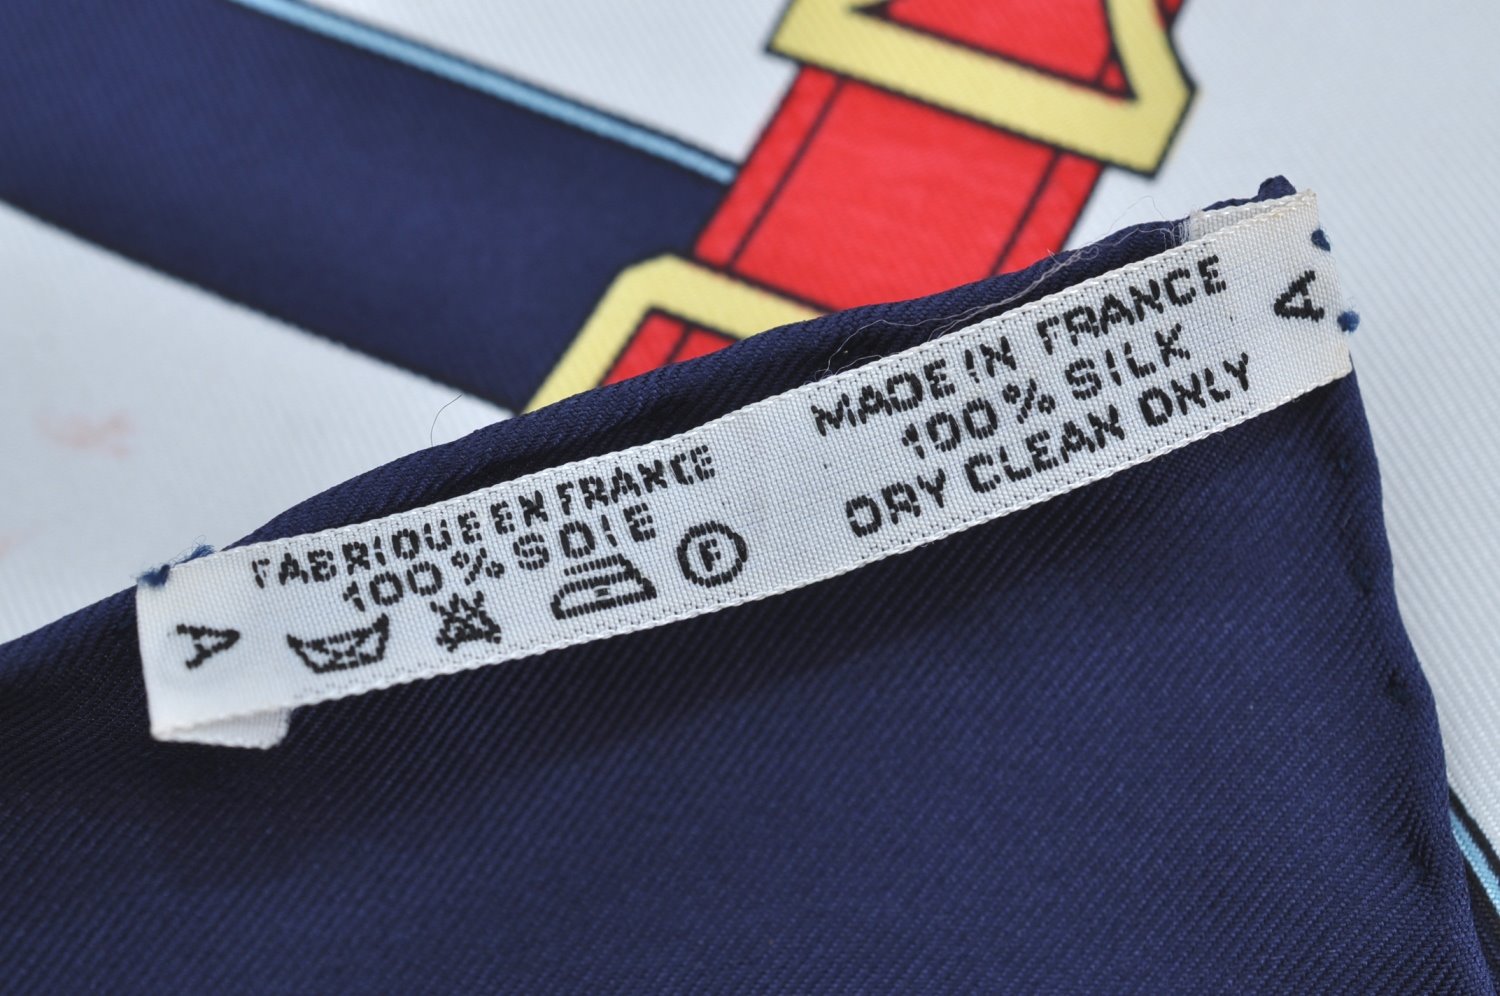 A
FABRIQUE EN FRANCE
100% SOIE
F
MADE IN FRANCE
100% SILK
DRY CLEAN ONLY
A